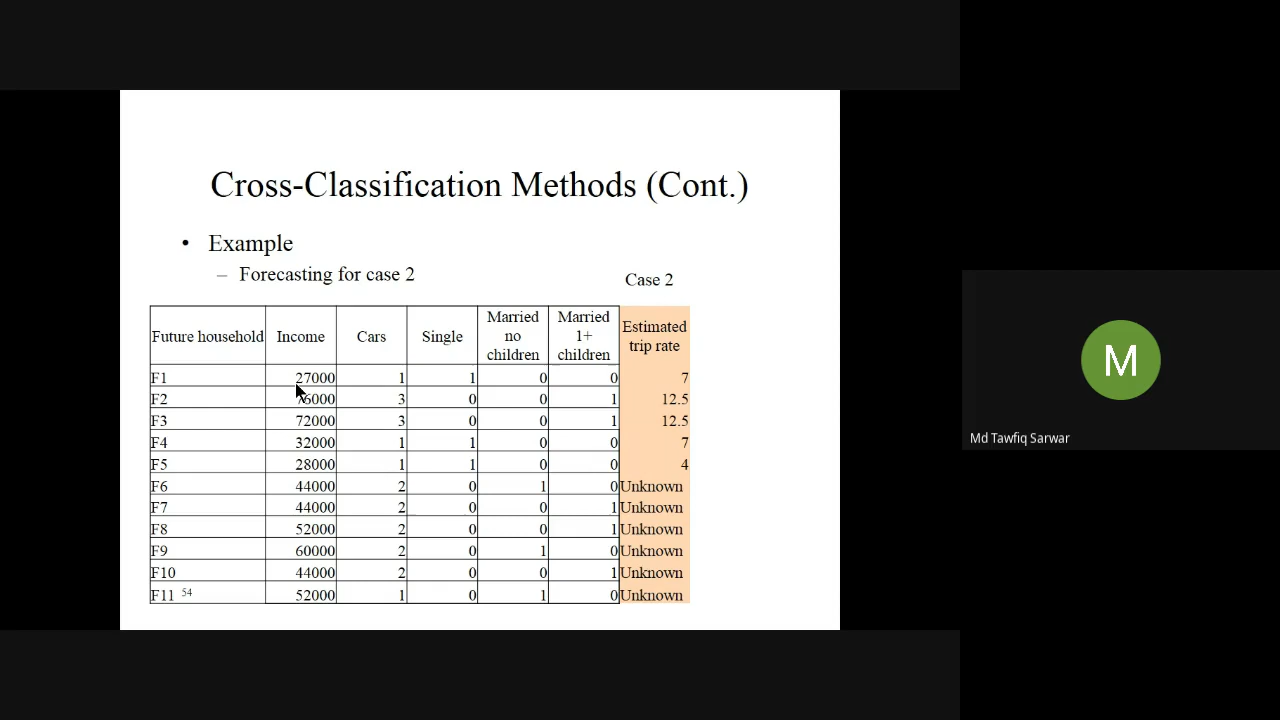 Cross-Classification Methods (Cont.)
• Example
– Forecasting for case 2
Case 2
Future household Income Cars Single Married no children Married 1+ children Estimated trip rate
F1 27000 1 1 0 0 7
F2 76000 3 0 0 1 12.5
F3 72000 3 0 0 1 12.5
F4 32000 1 1 0 0 7
F5 28000 1 1 0 0 4
F6 44000 2 0 1 0 Unknown
F7 44000 2 0 0 1 Unknown
F8 52000 2 0 0 1 Unknown
F9 60000 2 0 1 0 Unknown
F10 44000 2 0 0 1 Unknown
F11 52000 1 0 1 0 Unknown
54
M
Md Tawfiq Sarwar